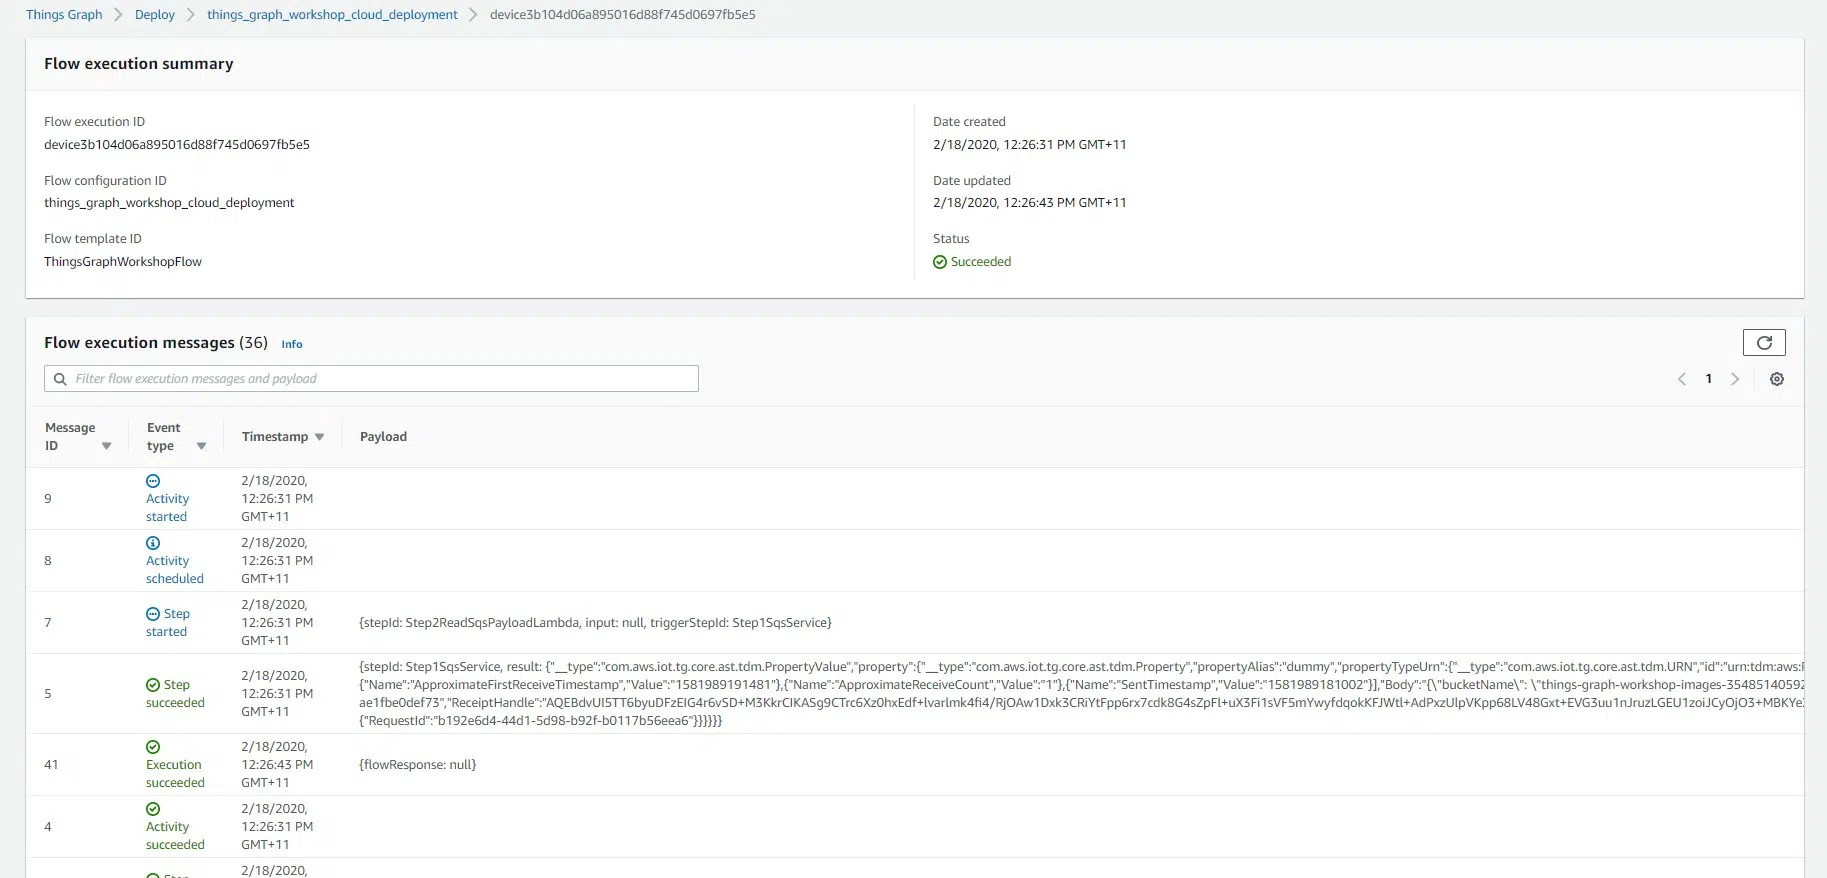 Things Graph > Deploy > things_graph_workshop_cloud_deployment > device3b104d06a895016d88f745d0697fb5e5
Flow execution summary
Flow execution ID
device3b104d06a895016d88f745d0697fb5e5
Flow configuration ID
things_graph_workshop_cloud_deployment
Flow template ID
ThingsGraphWorkshopFlow
Date created
2/18/2020, 12:26:31 PM GMT+11
Date updated
2/18/2020, 12:26:43 PM GMT+11
Status
Succeeded
Flow execution messages (36) Info
Filter flow execution messages and payload
1
Message ID
Event type
Timestamp
Payload
9
Activity started
2/18/2020, 12:26:31 PM GMT+11
8
Activity scheduled
2/18/2020, 12:26:31 PM GMT+11
7
Step started
2/18/2020, 12:26:31 PM GMT+11
{stepId: Step2ReadSqsPayloadLambda, input: null, triggerStepId: Step1SqsService}
5
Step succeeded
2/18/2020, 12:26:31 PM GMT+11
{stepId: Step1SqsService, result: {"__type":"com.aws.iot.tg.core.ast.tdm.PropertyValue","property":{"__type":"com.aws.iot.tg.core.ast.tdm.Property","propertyAlias":"dummy","propertyTypeUrn":{"__type":"com.aws.iot.tg.core.ast.tdm.URN","id":"urn:tdm:aws:
{"Name":"ApproximateFirstReceiveTimestamp","Value":"1581989191481"},{"Name":"ApproximateReceiveCount","Value":"1"},{"Name":"SentTimestamp","Value":"1581989181002"}],"Body":"{\"bucketName\": \"things-graph-workshop-images-35485140592
ae1fbe0def73","ReceiptHandle":"AQEBdvUI5TT6byuDFzEIG4r6vSD+M3KkrCIKASg9CTrc6Xz0hxEdf+lvarlmk4fi4/RjOAw1Dxk3CRiYtFpp6rx7cdk8G4sZpFl+uX3Fi1sVF5mYwyfdqokKFJWtl+AdPxzUlpVKpp68LV48Gxt+EVG3uu1nJruzLGEU1zoiJCyOjO3+MBKYe
{"RequestId":"b192e6d4-44d1-5d98-b92f-b0117b56eea6"}}}}}}
41
Execution succeeded
2/18/2020, 12:26:43 PM GMT+11
{flowResponse: null}
4
Activity succeeded
2/18/2020, 12:26:31 PM GMT+11
2/18/2020,